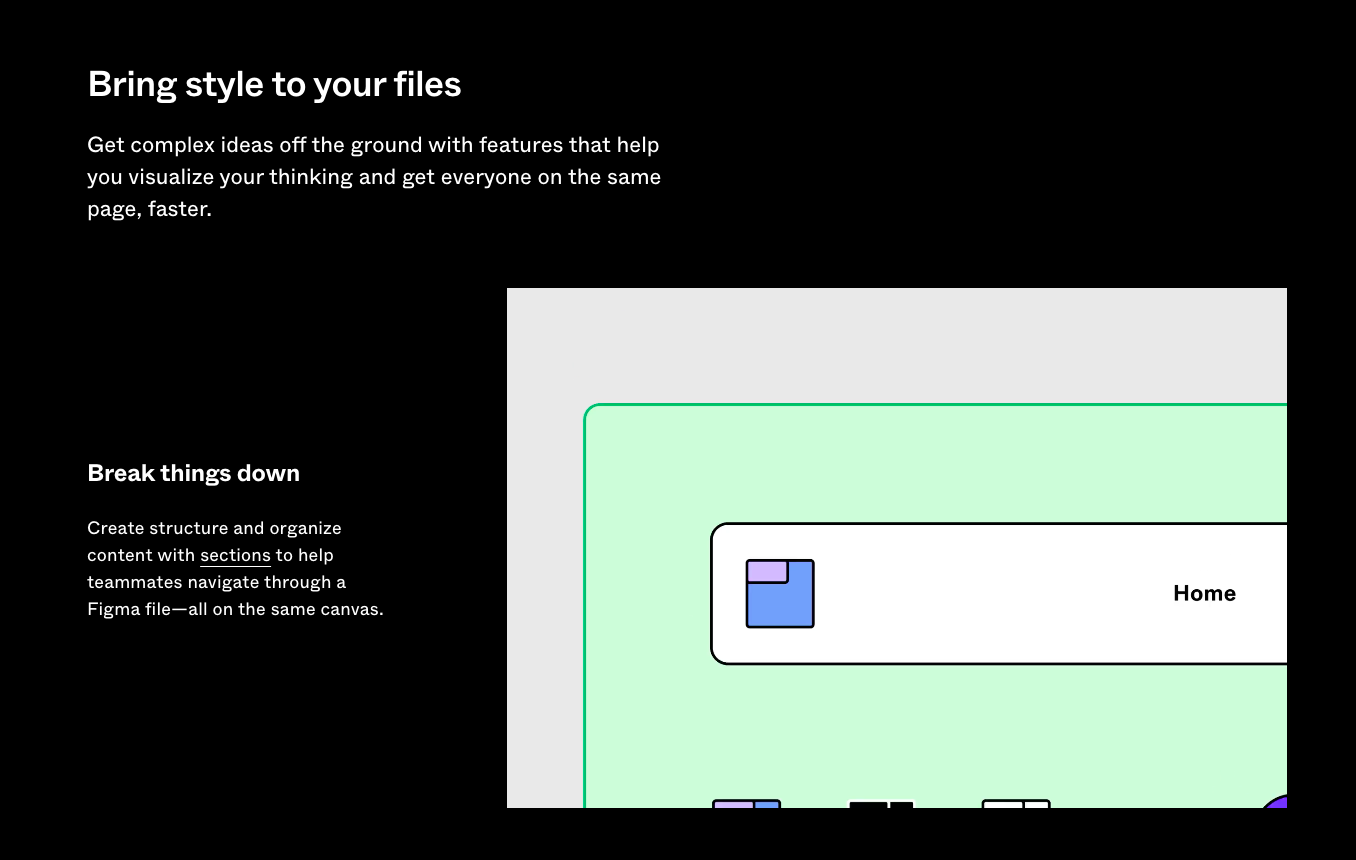 Bring style to your files
Get complex ideas off the ground with features that help
you visualize your thinking and get everyone on the same
page, faster.
Break things down
Create structure and organize
content with sections to help
teammates navigate through a
Figma file—all on the same canvas.
Home